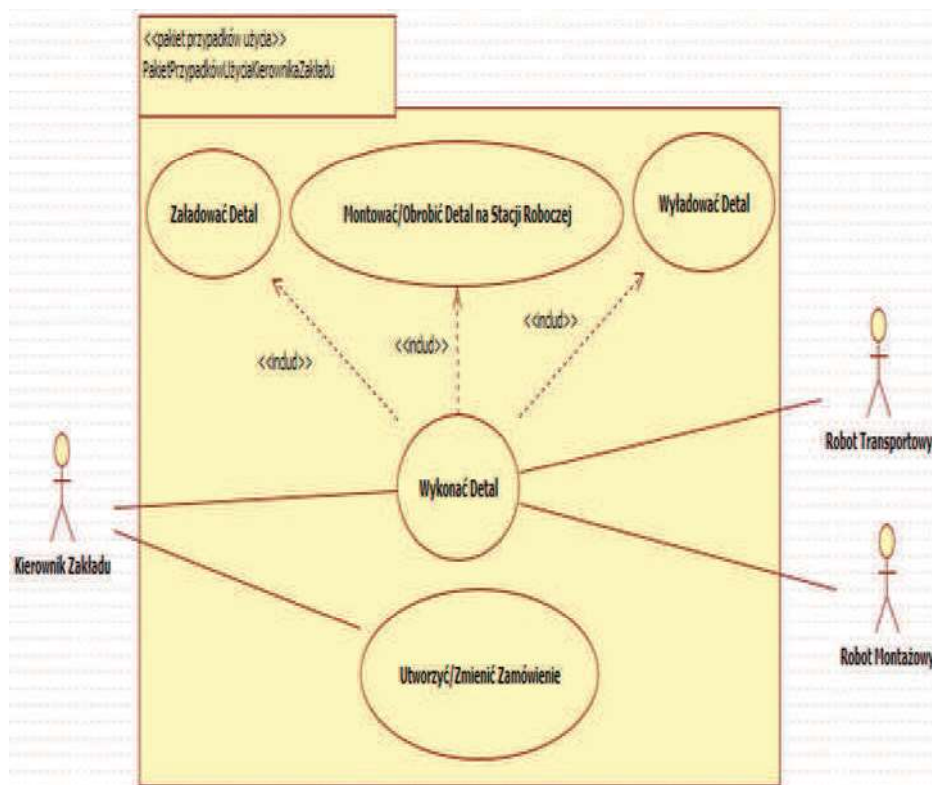 <<pakiet przypadków użycia>>
PakietPrzypadkówUżyciaKierownikaZakładu
Załadować Detal
Montować/Obrobić Detal na Stacji Roboczej
Wyładować Detal
<<includ>>
<<includ>>
<<includ>>
Robot Transportowy
Wykonać Detal
Kierownik Zakładu
Robot Montażowy
Utworzyć/Zmienić Zamówienie